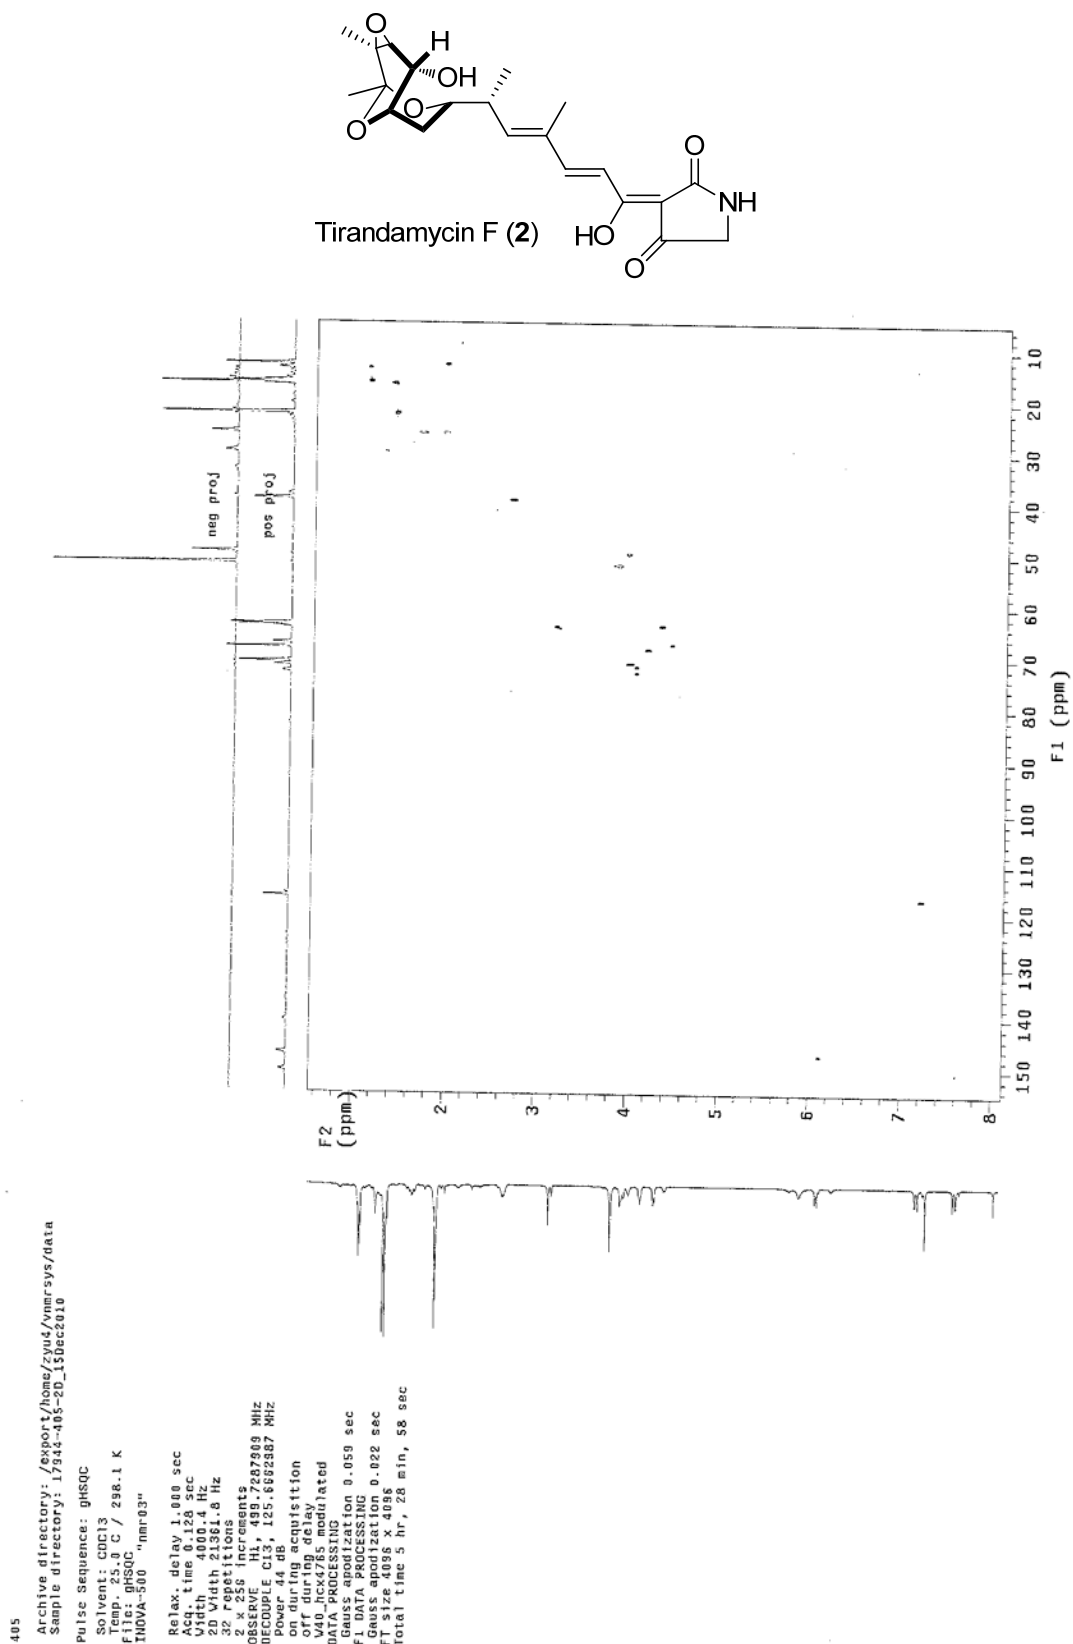 O
H
OH
O
O
O
NH
HO
O
Tirandamycin F (2)
neg proj
pos proj
10
20
30
40
50
60
70
80
90
100
110
120
130
140
150
F1 (ppm)
F2
(ppm)
2
3
4
5
6
7
8
405
Archive directory: /export/home/zyu4/vnmrsys/data
Sample directory: 17944-405-2D_15Dec2010
Pulse Sequence: gHSQC
Solvent: CDCl3
Temp. 25.0 C / 298.1 K
File: gHSQC
INOVA-500 "nmr03"
Relax. delay 1.000 sec
Acq. time 0.128 sec
Width 4000.4 Hz
2D Width 21361.8 Hz
32 repetitions
2 x 256 increments
OBSERVE H1, 499.7287909 MHz
DECOUPLE C13, 125.6662987 MHz
Power 44 dB
on during acquisition
off during delay
W40_hcx4765 modulated
DATA PROCESSING
Gauss apodization 0.059 sec
F1 DATA PROCESSING
Gauss apodization 0.022 sec
FT size 4096 x 4096
Total time 5 hr, 28 min, 58 sec